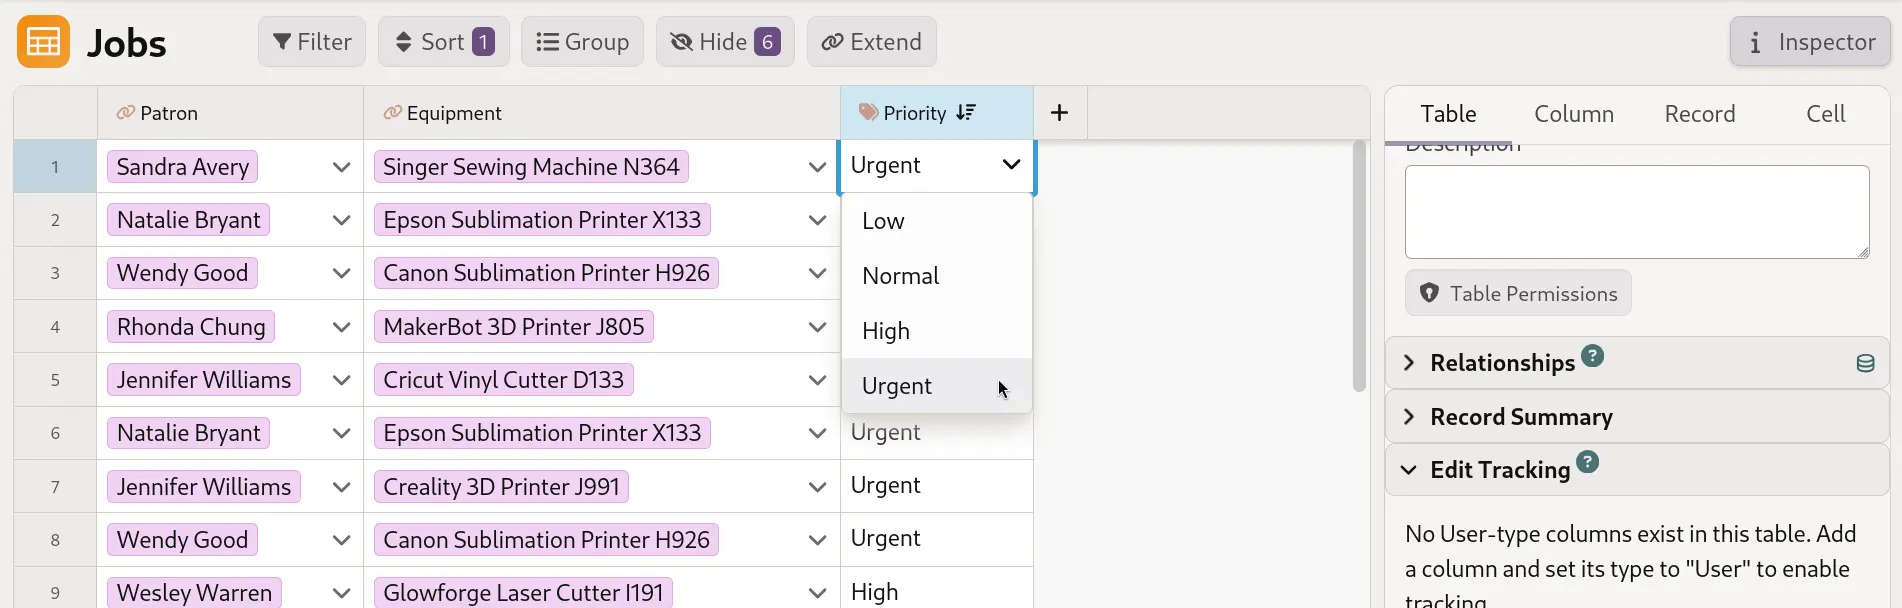 Jobs
Filter
Sort 1
Group
Hide 6
Extend
Inspector
Patron Equipment Priority +
1 Sandra Avery Singer Sewing Machine N364 Urgent
2 Natalie Bryant Epson Sublimation Printer X133
3 Wendy Good Canon Sublimation Printer H926
4 Rhonda Chung MakerBot 3D Printer J805
5 Jennifer Williams Cricut Vinyl Cutter D133
6 Natalie Bryant Epson Sublimation Printer X133 Urgent
7 Jennifer Williams Creality 3D Printer J991 Urgent
8 Wendy Good Canon Sublimation Printer H926 Urgent
9 Wesley Warren Glowforge Laser Cutter I191 High
Low
Normal
High
Urgent
Table Column Record Cell
Description
Table Permissions
Relationships ?
Record Summary
Edit Tracking ?
No User-type columns exist in this table. Add
a column and set its type to "User" to enable
tracking